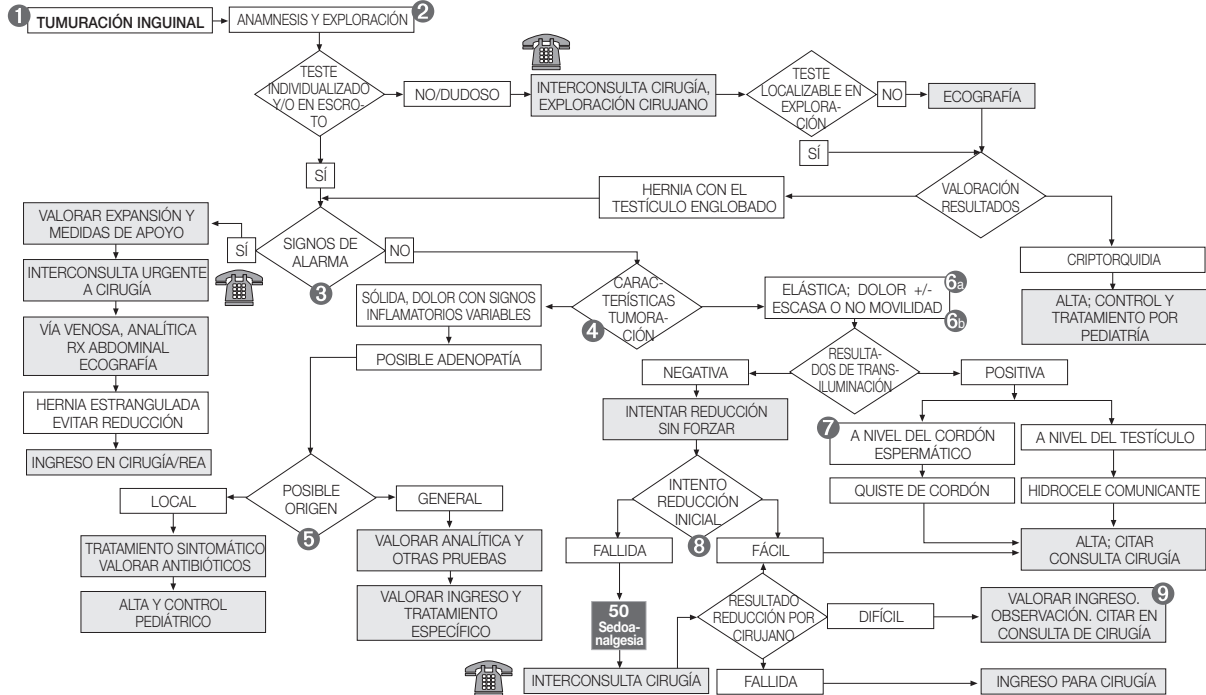 1 TUMURACIÓN INGUINAL
ANAMNESIS Y EXPLORACIÓN 2
TESTE
INDIVIDUALIZADO
Y/O EN ESCRO-
TO
NO/DUDOSO
INTERCONSULTA CIRUGÍA,
EXPLORACIÓN CIRUJANO
TESTE
LOCALIZABLE EN
EXPLORA-
CIÓN
NO
ECOGRAFÍA
SÍ
SÍ
VALORACIÓN
RESULTADOS
HERNIA CON EL
TESTÍCULO ENGLOBADO
CRIPTORQUIDIA
ALTA; CONTROL Y
TRATAMIENTO POR
PEDIATRÍA
SIGNOS DE
ALARMA
3
SÍ
NO
VALORAR EXPANSIÓN Y
MEDIDAS DE APOYO
INTERCONSULTA URGENTE
A CIRUGÍA
VÍA VENOSA, ANALÍTICA
RX ABDOMINAL
ECOGRAFÍA
HERNIA ESTRANGULADA
EVITAR REDUCCIÓN
INGRESO EN CIRUGÍA/REA
CARAC-
TERÍSTICAS
TUMORA-
CIÓN
4
SÓLIDA, DOLOR CON SIGNOS
INFLAMATORIOS VARIABLES
POSIBLE ADENOPATÍA
POSIBLE
ORIGEN
5
LOCAL
TRATAMIENTO SINTOMÁTICO
VALORAR ANTIBIÓTICOS
ALTA Y CONTROL
PEDIÁTRICO
GENERAL
VALORAR ANALÍTICA Y
OTRAS PRUEBAS
VALORAR INGRESO Y
TRATAMIENTO
ESPECÍFICO
ELÁSTICA; DOLOR +/- 6a
ESCASA O NO MOVILIDAD 6b
RESULTA-
DOS DE TRANS-
ILUMINACIÓN
NEGATIVA
POSITIVA
INTENTAR REDUCCIÓN
SIN FORZAR
7 A NIVEL DEL CORDÓN
ESPERMÁTICO
QUISTE DE CORDÓN
A NIVEL DEL TESTÍCULO
HIDROCELE COMUNICANTE
ALTA; CITAR
CONSULTA CIRUGÍA
INTENTO
REDUCCIÓN
INICIAL
8
FALLIDA
FÁCIL
50
Sedoa-
nalgesia
INTERCONSULTA CIRUGÍA
RESULTADO
REDUCCIÓN POR
CIRUJANO
DIFÍCIL
VALORAR INGRESO. 9
OBSERVACIÓN. CITAR EN
CONSULTA DE CIRUGÍA
FALLIDA
INGRESO PARA CIRUGÍA